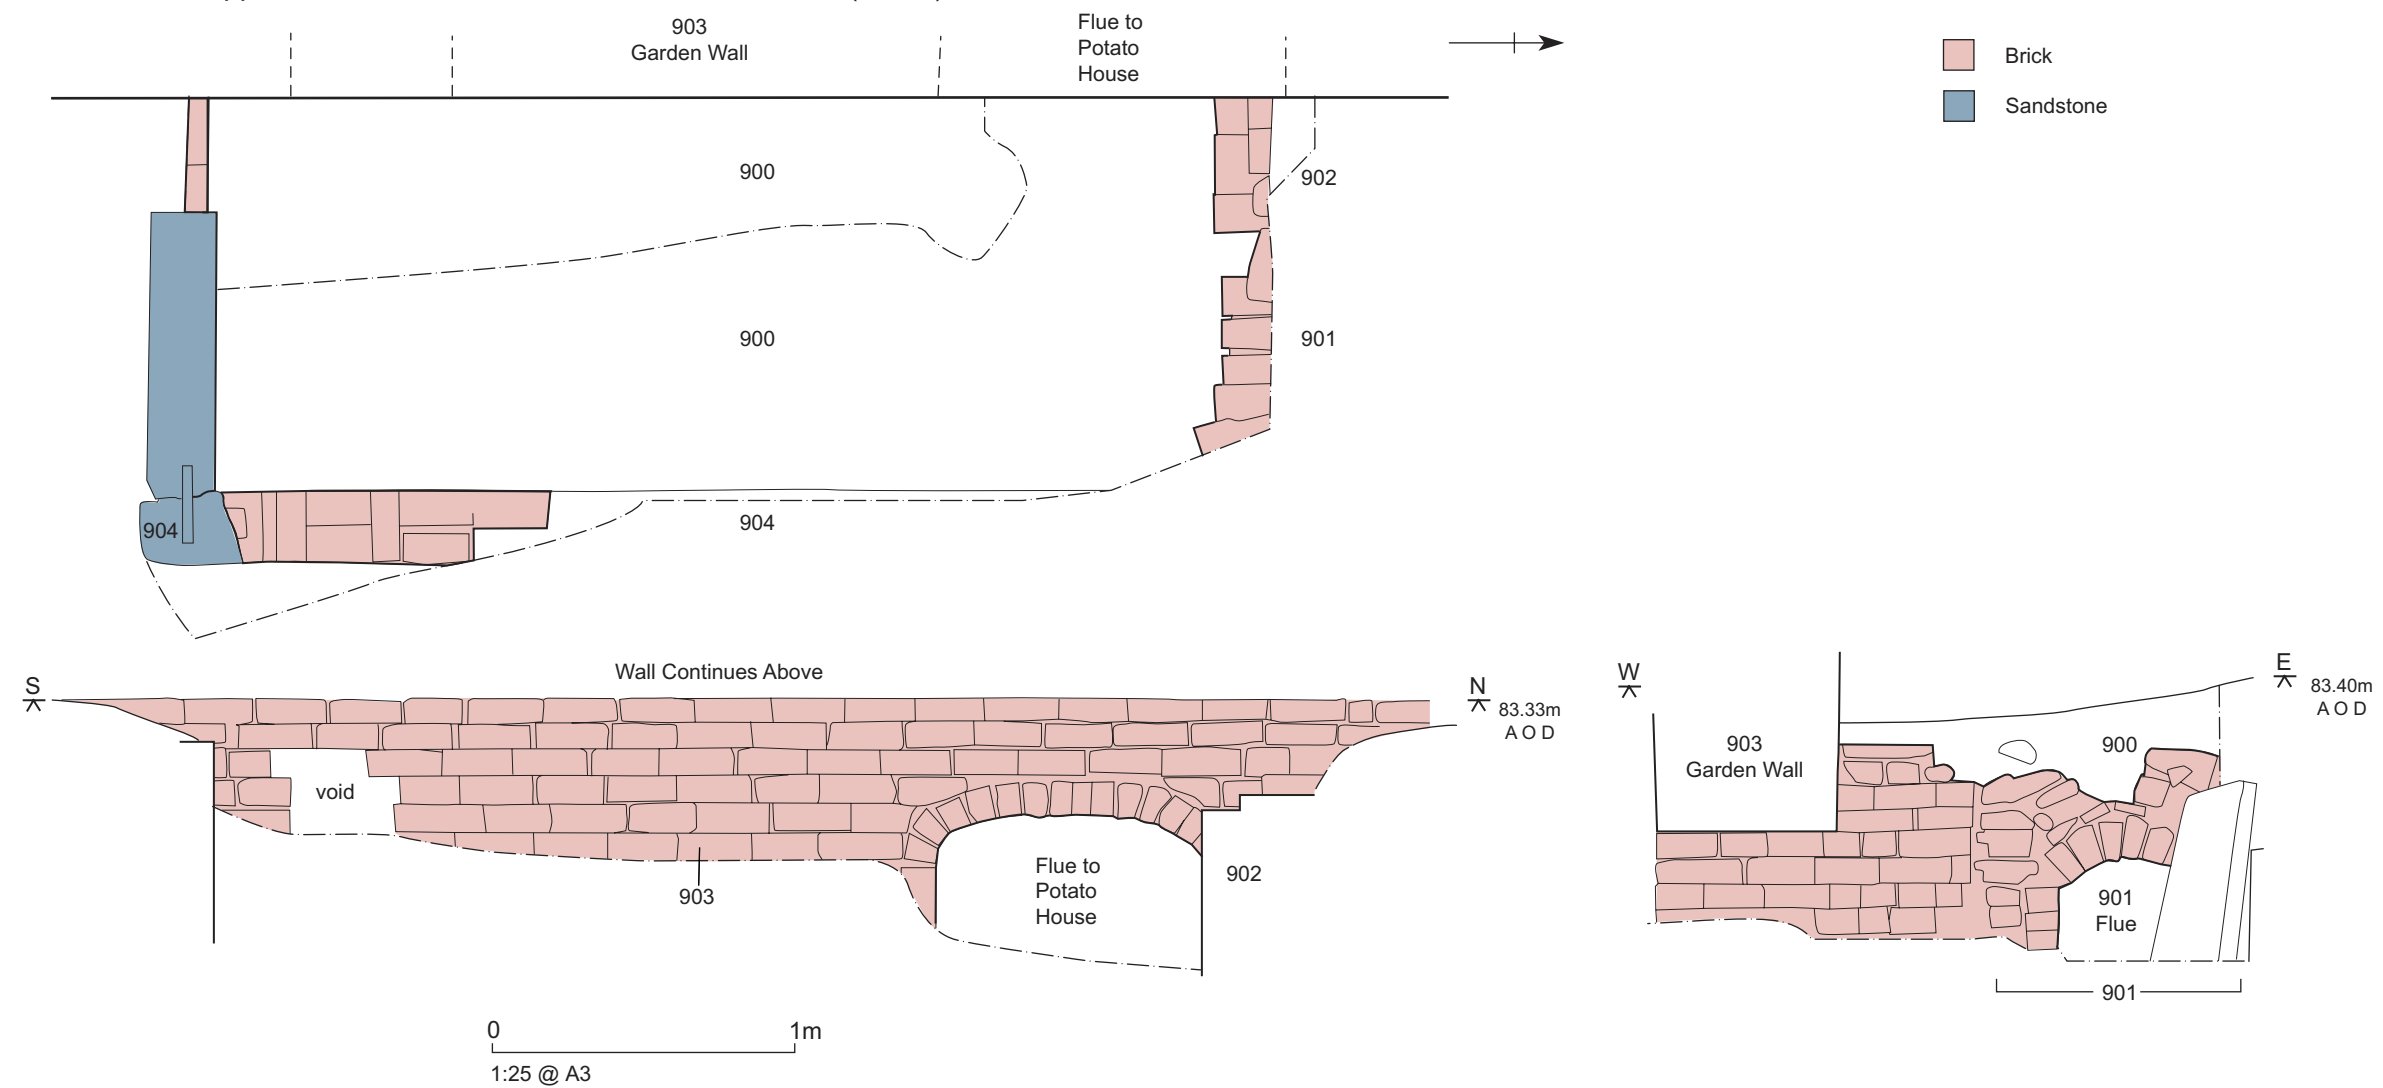 903
Garden Wall
Flue to
Potato
House
Brick
Sandstone
900
902
900
901
904
904
Wall Continues Above
S
N
83.33m
A O D
W
E
83.40m
A O D
void
903
Flue to
Potato
House
902
903
Garden Wall
900
901
Flue
901
0 1m
1:25 @ A3